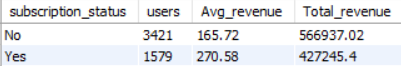 subscription_status users Avg_revenue Total_revenue
No 3421 165.72 566937.02
Yes 1579 270.58 427245.4